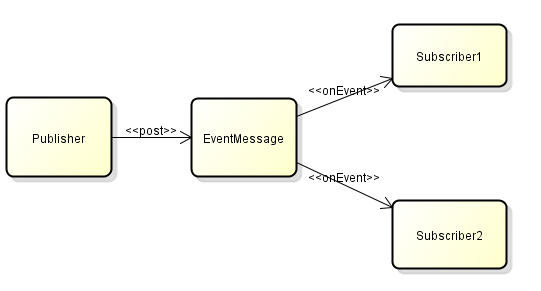 Subscriber1
<<onEvent>>
Publisher
<<post>>
EventMessage
<<onEvent>>
Subscriber2